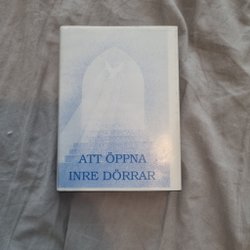 ATT ÖPPNA
INRE DÖRRAR